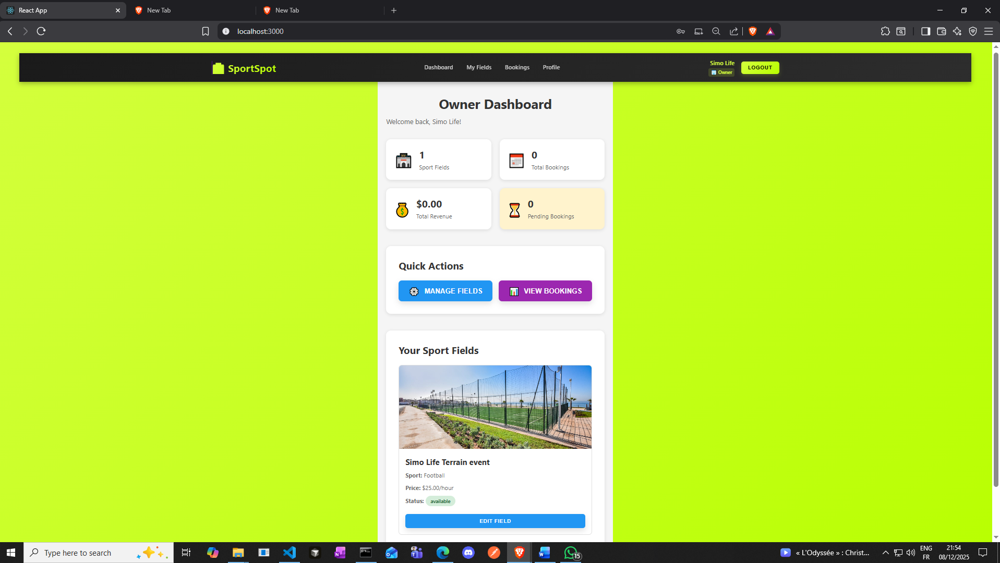 React App
New Tab
New Tab
localhost:3000
SportSpot
Dashboard
My Fields
Bookings
Profile
Simo Life
Owner
LOGOUT
Owner Dashboard
Welcome back, Simo Life!
1
Sport Fields
0
Total Bookings
$0.00
Total Revenue
0
Pending Bookings
Quick Actions
MANAGE FIELDS
VIEW BOOKINGS
Your Sport Fields
Simo Life Terrain event
Sport: Football
Price: $25.00/hour
Status: available
EDIT FIELD
Type here to search
« L'Odyssée » : Christ...
15
ENG
FR
21:54
08/12/2025